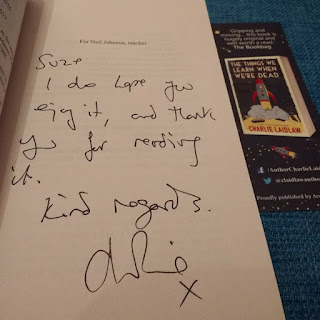 For Neil Johnson, teacher
Suze
I do hope you
enjoy it, and thank
you for reading
it.
Kind regards.
Charlie
x
Gripping and
moving... this book is
hugely original and
well worth a read.
The Bookbag
THE THINGS WE
LEARN WHEN
WE'RE DEAD
CHARLIE LAIDLAW
/AuthorCharlieLaid
@claidlawauthor
Proudly published by Acc